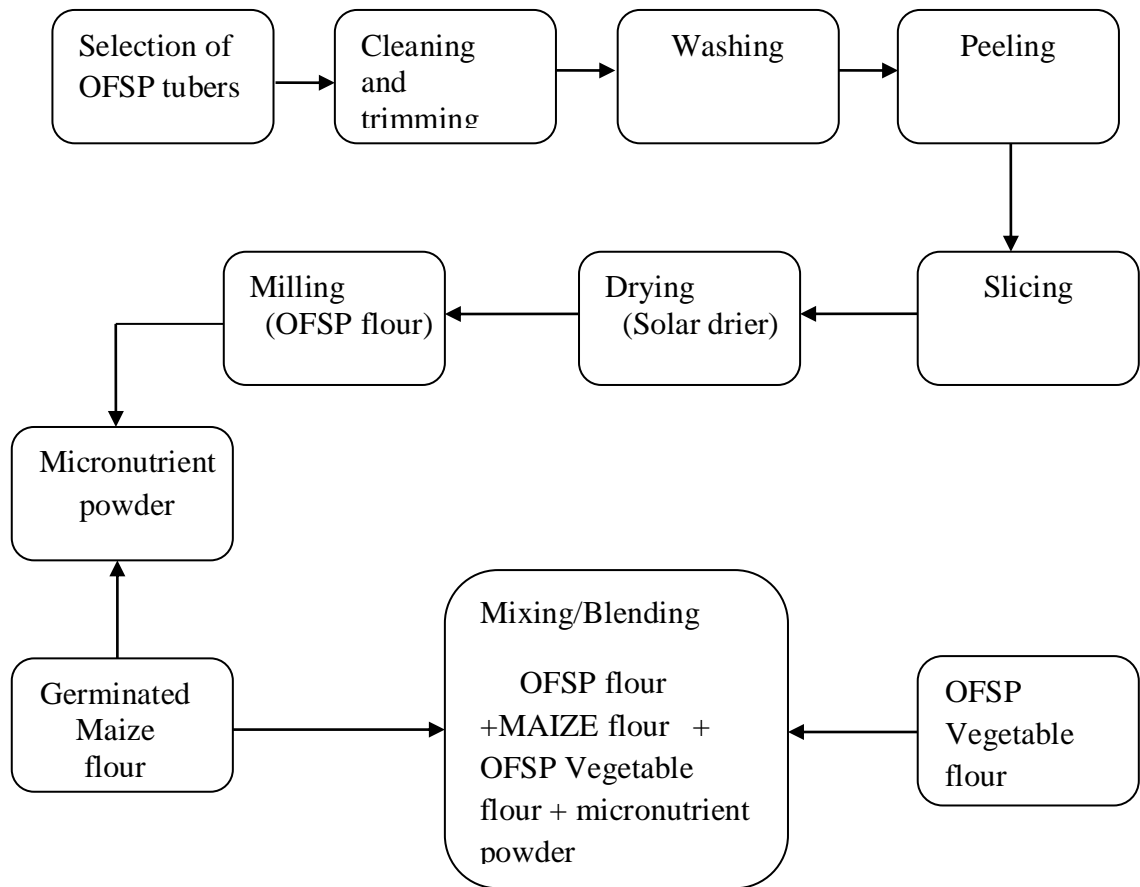 Selection of
OFSP tubers
Cleaning
and
trimming
Washing
Peeling
Slicing
Drying
(Solar drier)
Milling
(OFSP flour)
Micronutrient
powder
Germinated
Maize
flour
Mixing/Blending
OFSP flour
+MAIZE flour +
OFSP Vegetable
flour + micronutrient
powder
OFSP
Vegetable
flour